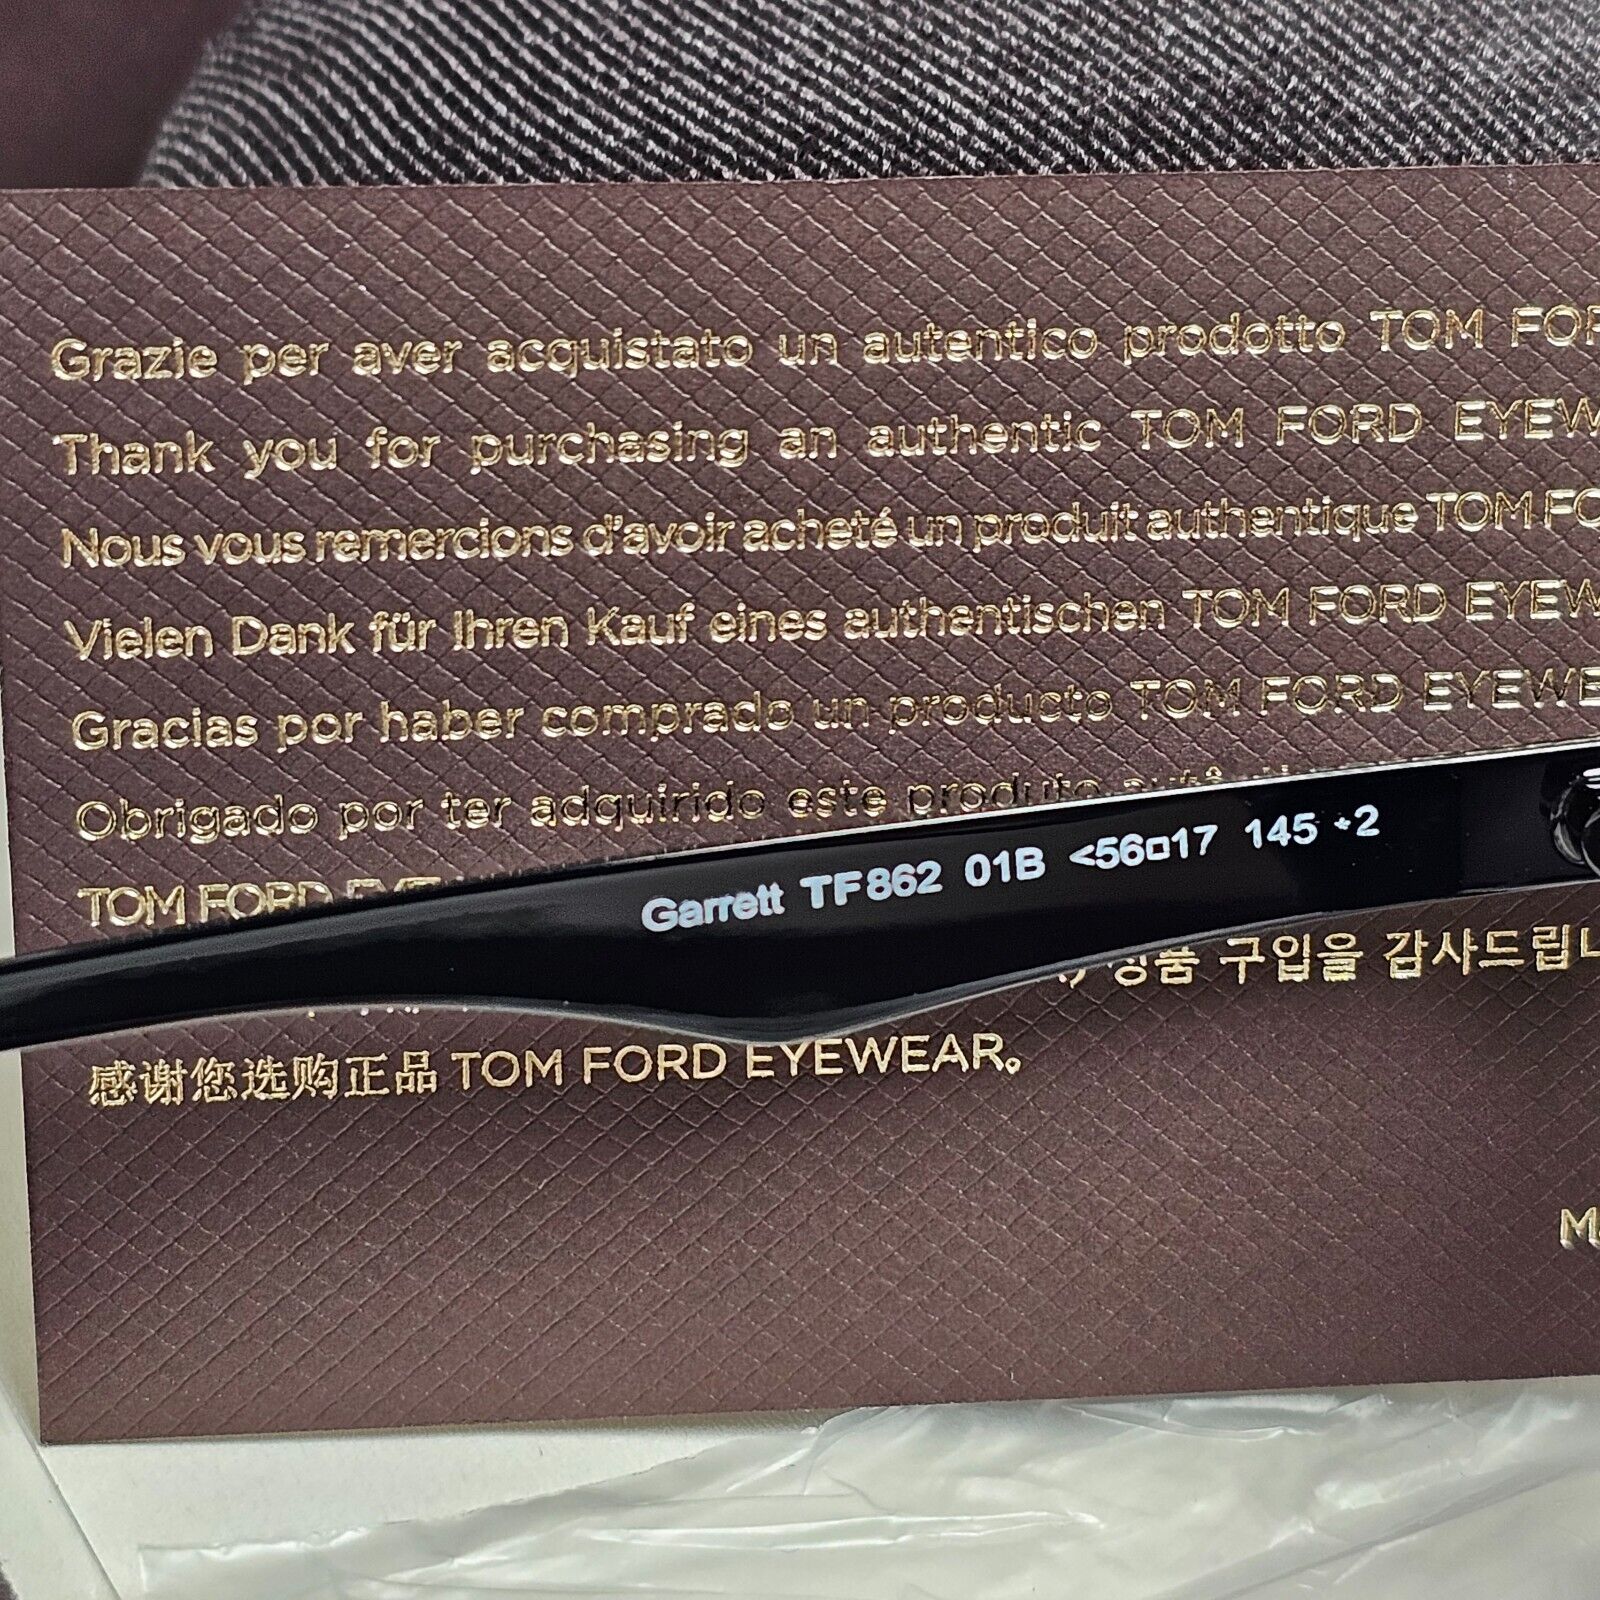 Grazie per aver acquistato un autentico prodotto TOM FOR
Thank you for purchasing an authentic TOM FORD EYEW
Nous vous remercions d'avoir acheté un produit authentique TOM FO
Vielen Dank für Ihren Kauf eines authentischen TOM FORD EYEW
Gracias por haber comprado un producto TOM FORD EYEWE
Obrigado por ter adquirido este produto
TOM FORD
Garrett TF862 01B <56□17 145 *2
정품 구입을 감사드립니
感谢您选购正品 TOM FORD EYEWEAR。